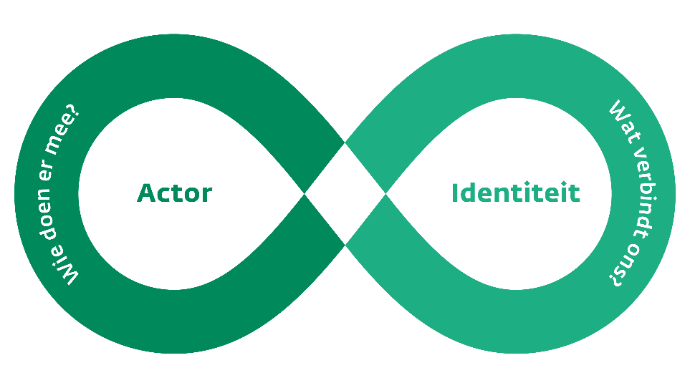 Wie doen er mee?
Actor
Identiteit
Wat verbindt ons?